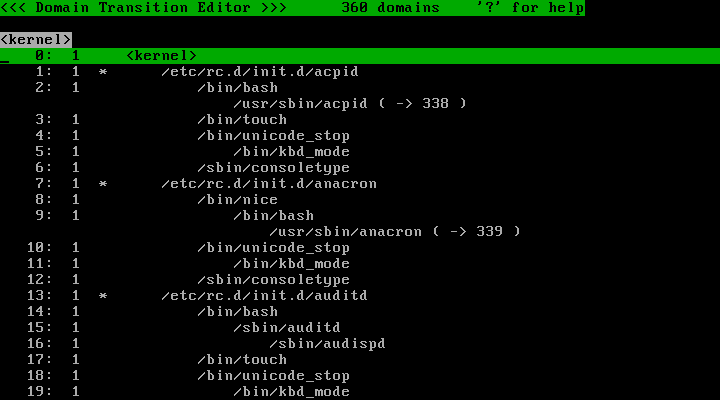 <<< Domain Transition Editor >>>      360 domains    '?' for help
<kernel>
    0:  1     <kernel>
    1:  1  *      /etc/rc.d/init.d/acpid
    2:  1             /bin/bash
                          /usr/sbin/acpid ( -> 338 )
    3:  1             /bin/touch
    4:  1             /bin/unicode_stop
    5:  1                 /bin/kbd_mode
    6:  1             /sbin/consoletype
    7:  1  *      /etc/rc.d/init.d/anacron
    8:  1             /bin/nice
    9:  1                 /bin/bash
                              /usr/sbin/anacron ( -> 339 )
   10:  1             /bin/unicode_stop
   11:  1                 /bin/kbd_mode
   12:  1             /sbin/consoletype
   13:  1  *      /etc/rc.d/init.d/auditd
   14:  1             /bin/bash
   15:  1                 /sbin/auditd
   16:  1                     /sbin/audispd
   17:  1             /bin/touch
   18:  1             /bin/unicode_stop
   19:  1                 /bin/kbd_mode